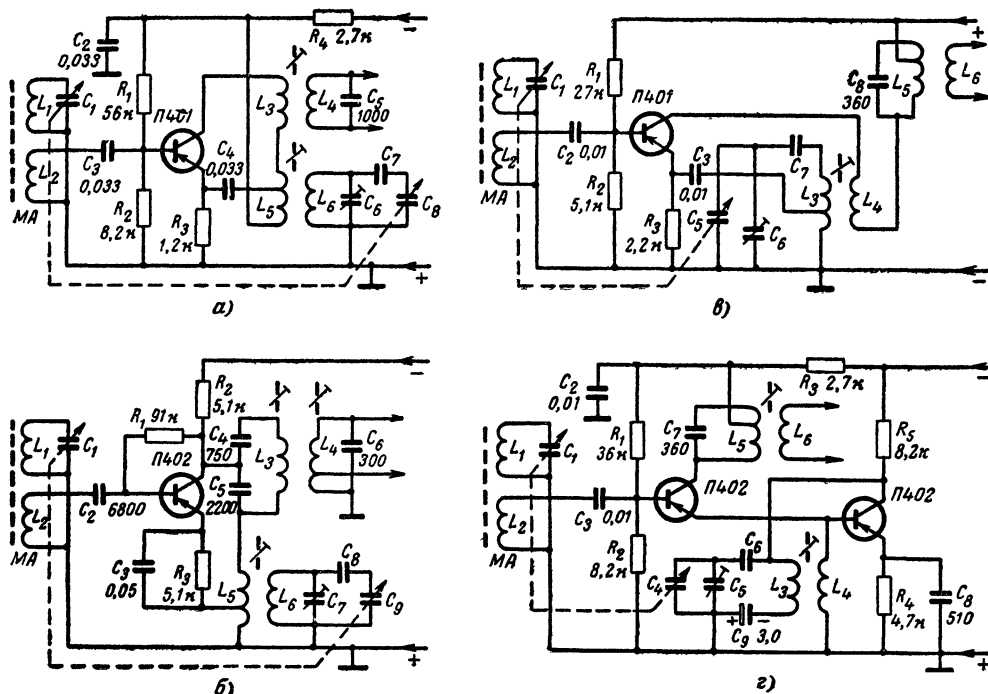 C₂
0,033
R₁
56к
R₄ 2,7к
−
L₁
C₁
П401
L₃
L₄
C₅
1000
C₃
0,033
C₄
0,033
L₂
МА
R₂
8,2к
R₃
1,2к
L₅
L₆
C₆
C₇
C₈
+
а)
+
L₁
C₁
R₁
27к
П401
C₈
360
L₅
L₆
L₂
C₂ 0,01
C₃
0,01
МА
R₂
5,1к
R₃
2,2к
C₅
C₆
C₇
L₃
L₄
−
в)
−
R₂
5,1к
R₁ 91к
L₁
C₁
П402
C₄
750
L₃
L₄
C₆
300
C₂ 6800
C₅
2200
L₂
МА
C₃
0,05
R₃
5,1к
L₅
L₆
C₇
C₈
C₉
+
б)
−
C₂
0,01
R₃ 2,7к
L₁
C₁
R₁
36к
C₇
360
L₅
L₆
R₅
8,2к
П402
П402
C₃ 0,01
L₂
МА
R₂
8,2к
C₄
C₅
C₆
L₃
L₄
+ −
C₉ 3,0
R₄
4,7к
C₈
510
+
г)